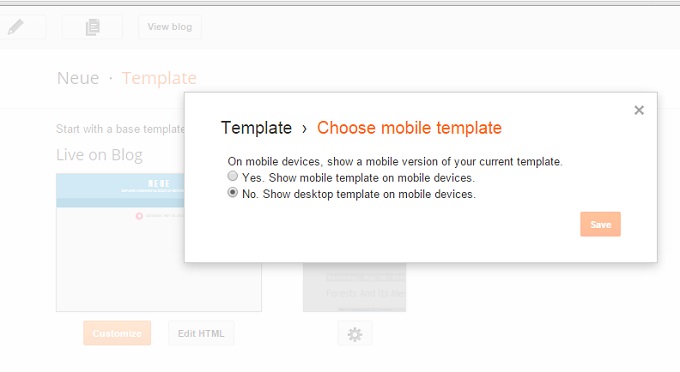 View blog
Neue · Template
Template › Choose mobile template
On mobile devices, show a mobile version of your current template.
Yes. Show mobile template on mobile devices.
No. Show desktop template on mobile devices.
Save
Start with a base template
Live on Blog
Customize
Edit HTML